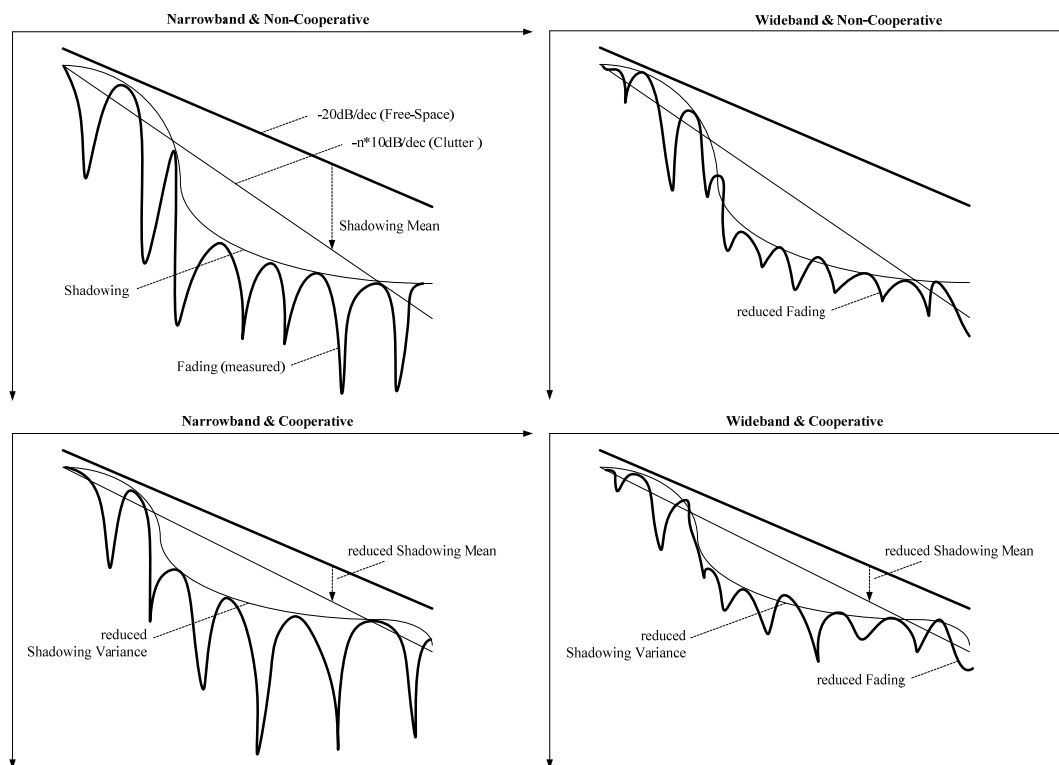 Narrowband & Non-Cooperative
-20dB/dec (Free-Space)
-n*10dB/dec (Clutter )
Shadowing Mean
Shadowing
Fading (measured)
Wideband & Non-Cooperative
reduced Fading
Narrowband & Cooperative
reduced Shadowing Mean
reduced
Shadowing Variance
Wideband & Cooperative
reduced Shadowing Mean
reduced
Shadowing Variance
reduced Fading